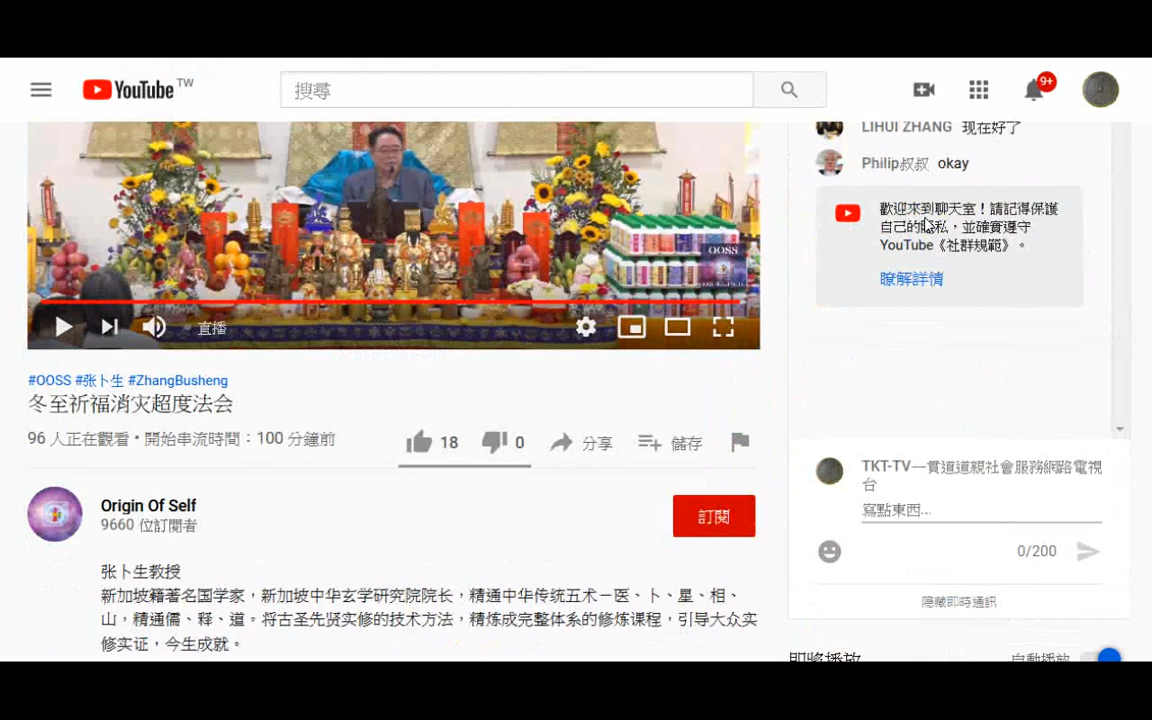 YouTube TW
搜尋
9+
LIHUI ZHANG 现在好了
Philip叔叔 okay
歡迎來到聊天室！請記得保護
自己的隱私，並確實遵守
YouTube《社群規範》。
瞭解詳情
OOSS
直播
#OOSS #张卜生 #ZhangBusheng
冬至祈福消灾超度法会
96 人正在觀看 • 開始串流時間：100 分鐘前
18
0
分享
儲存
Origin Of Self
9660 位訂閱者
訂閱
张卜生教授
新加坡籍著名国学家，新加坡中华玄学研究院院长，精通中华传统五术－医、卜、星、相、
山，精通儒、释、道。将古圣先贤实修的技术方法，精炼成完整体系的修炼课程，引导大众实
修实证，今生成就。
TKT-TV一貫道道親社會服務網路電視
台
寫點東西...
0/200
隱藏即時通訊
即將播放
自動播放